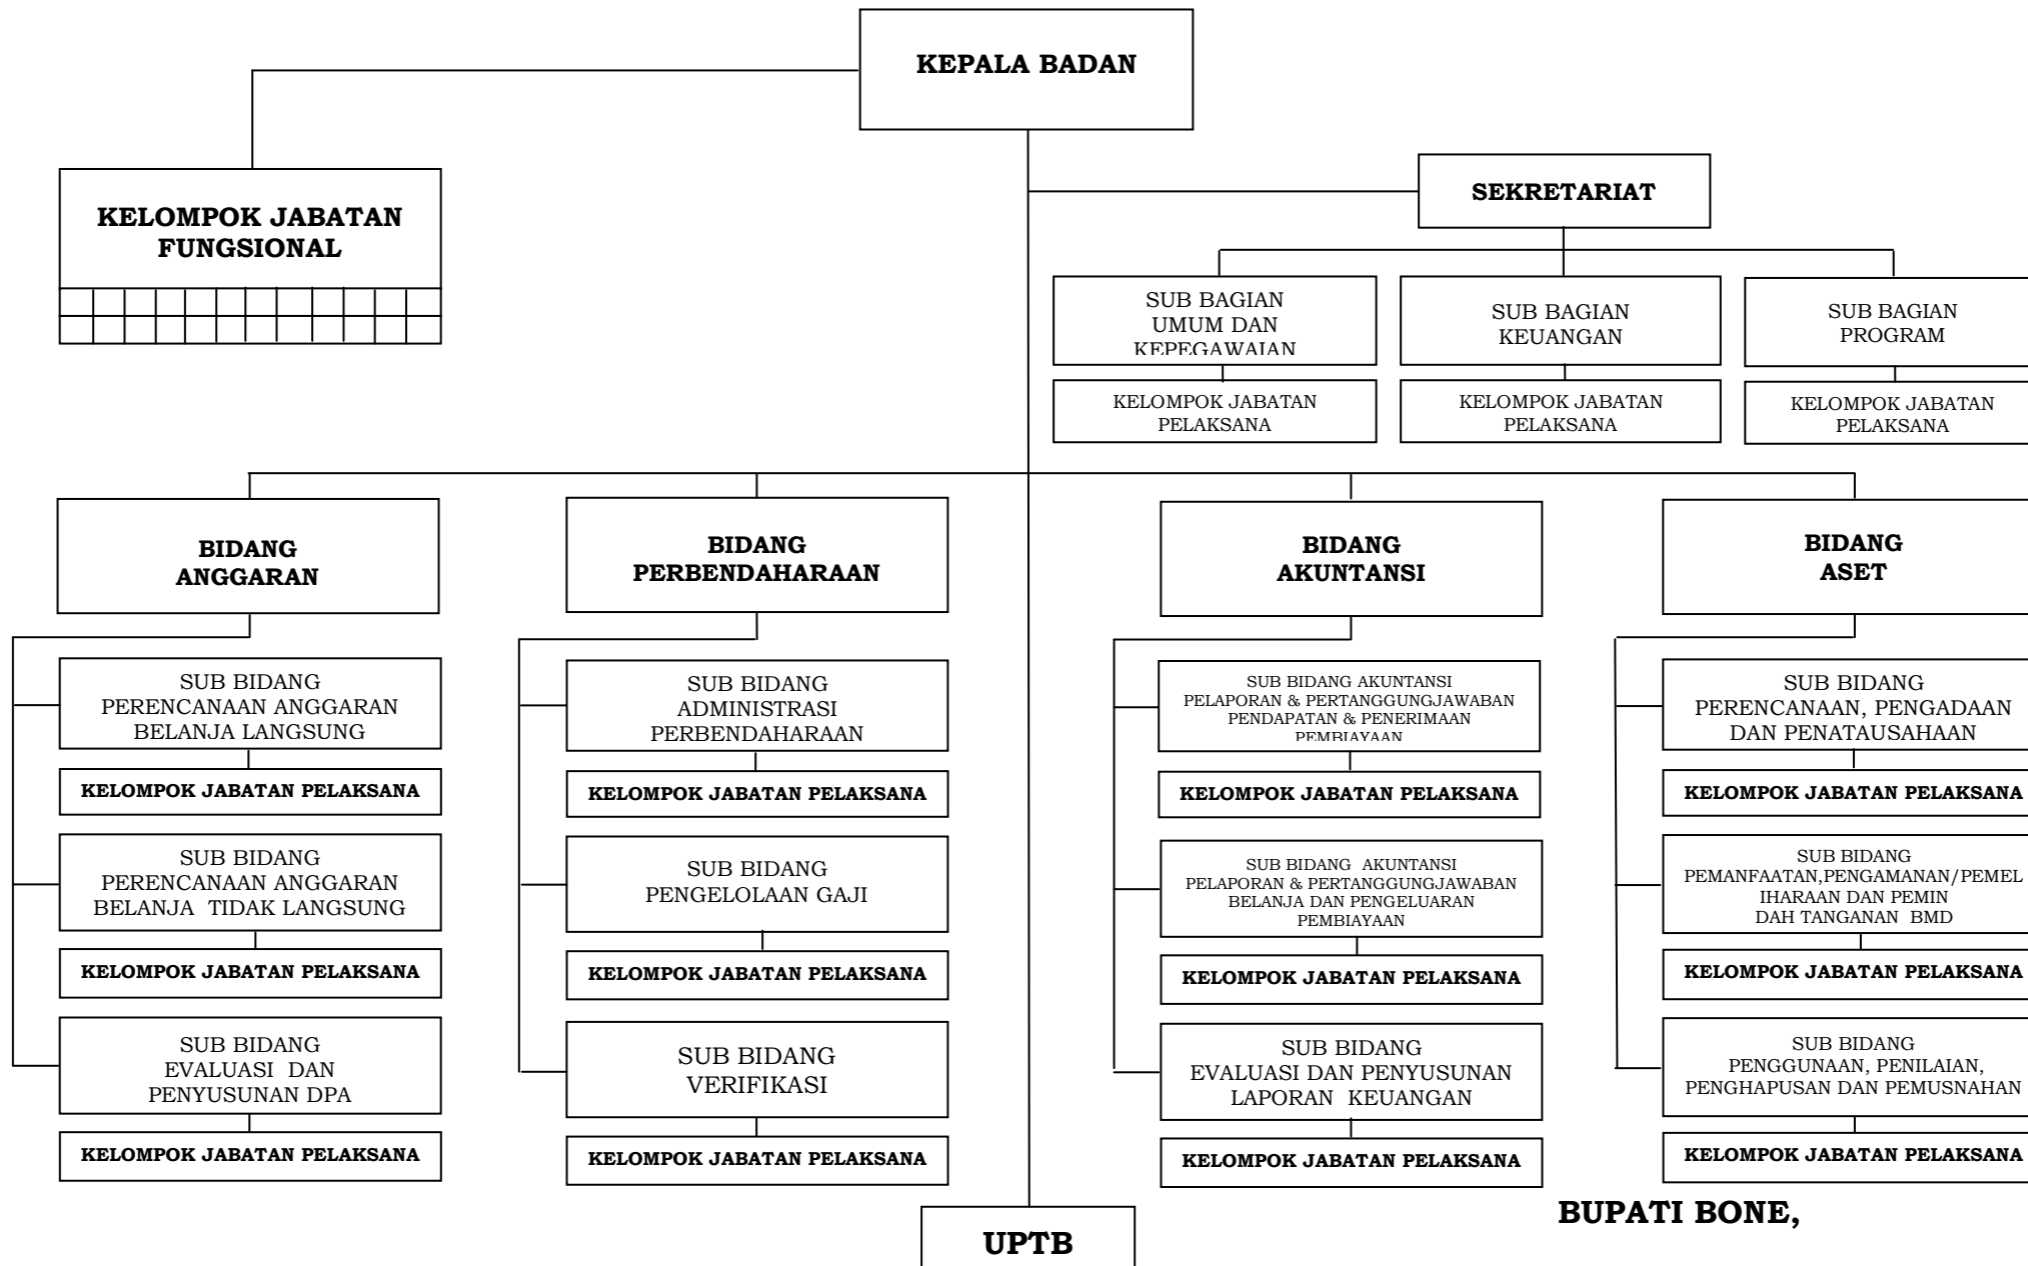 KEPALA BADAN
KELOMPOK JABATAN
FUNGSIONAL
SEKRETARIAT
SUB BAGIAN
UMUM DAN
KEPEGAWAIAN
SUB BAGIAN
KEUANGAN
SUB BAGIAN
PROGRAM
KELOMPOK JABATAN
PELAKSANA
KELOMPOK JABATAN
PELAKSANA
KELOMPOK JABATAN
PELAKSANA
BIDANG
ANGGARAN
BIDANG
PERBENDAHARAAN
BIDANG
AKUNTANSI
BIDANG
ASET
SUB BIDANG
PERENCANAAN ANGGARAN
BELANJA LANGSUNG
KELOMPOK JABATAN PELAKSANA
SUB BIDANG
PERENCANAAN ANGGARAN
BELANJA TIDAK LANGSUNG
KELOMPOK JABATAN PELAKSANA
SUB BIDANG
EVALUASI DAN
PENYUSUNAN DPA
KELOMPOK JABATAN PELAKSANA
SUB BIDANG
ADMINISTRASI
PERBENDAHARAAN
KELOMPOK JABATAN PELAKSANA
SUB BIDANG
PENGELOLAAN GAJI
KELOMPOK JABATAN PELAKSANA
SUB BIDANG
VERIFIKASI
KELOMPOK JABATAN PELAKSANA
SUB BIDANG AKUNTANSI
PELAPORAN & PERTANGGUNGJAWABAN
PENDAPATAN & PENERIMAAN
PEMBIAYAAN
KELOMPOK JABATAN PELAKSANA
SUB BIDANG AKUNTANSI
PELAPORAN & PERTANGGUNGJAWABAN
BELANJA DAN PENGELUARAN
PEMBIAYAAN
KELOMPOK JABATAN PELAKSANA
SUB BIDANG
EVALUASI DAN PENYUSUNAN
LAPORAN KEUANGAN
KELOMPOK JABATAN PELAKSANA
SUB BIDANG
PERENCANAAN, PENGADAAN
DAN PENATAUSAHAAN
KELOMPOK JABATAN PELAKSANA
SUB BIDANG
PEMANFAATAN,PENGAMANAN/PEMEL
IHARAAN DAN PEMIN
DAH TANGANAN BMD
KELOMPOK JABATAN PELAKSANA
SUB BIDANG
PENGGUNAAN, PENILAIAN,
PENGHAPUSAN DAN PEMUSNAHAN
KELOMPOK JABATAN PELAKSANA
BUPATI BONE,
UPTB